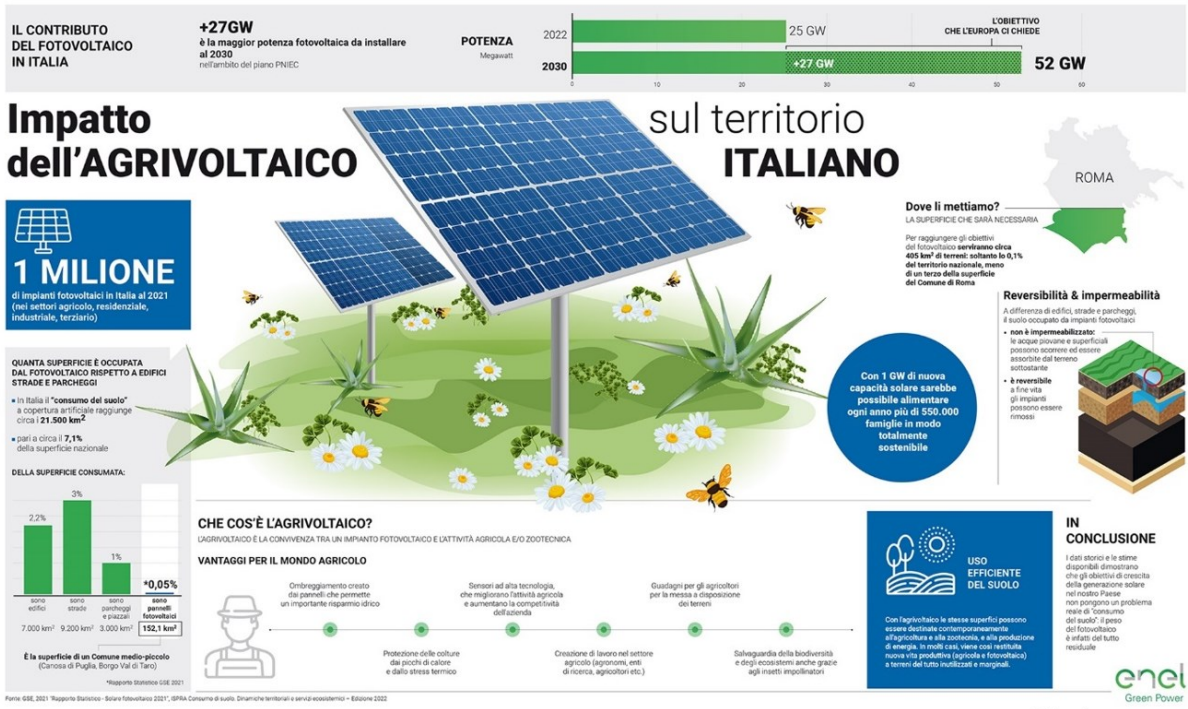 IL CONTRIBUTO
DEL FOTOVOLTAICO
IN ITALIA
+27GW
è la maggior potenza fotovoltaica da installare
al 2030
nell'ambito del piano PNIEC
POTENZA
Megawatt
2022
25 GW
2030
+27 GW
52 GW
L'OBIETTIVO
CHE L'EUROPA CI CHIEDE
0 10 20 30 40 50 60
Impatto
dell'AGRIVOLTAICO
sul territorio
ITALIANO
1 MILIONE
di impianti fotovoltaici in Italia al 2021
(nei settori agricolo, residenziale,
industriale, terziario)
ROMA
Dove li mettiamo?
LA SUPERFICIE CHE SARÀ NECESSARIA
Per raggiungere gli obiettivi
del fotovoltaico serviranno circa
405 km² di terreni: soltanto lo 0,1%
del territorio nazionale, meno
di un terzo della superficie
del Comune di Roma
Reversibilità & impermeabilità
A differenza di edifici, strade e parcheggi,
il suolo occupato da impianti fotovoltaici
• non è impermeabilizzato:
le acque piovane e superficiali
possono scorrere ed essere
assorbite dal terreno
sottostante
• è reversibile
a fine vita
gli impianti
possono essere
rimossi
Con 1 GW di nuova
capacità solare sarebbe
possibile alimentare
ogni anno più di 550.000
famiglie in modo
totalmente
sostenibile
QUANTA SUPERFICIE È OCCUPATA
DAL FOTOVOLTAICO RISPETTO A EDIFICI
STRADE E PARCHEGGI
▪ In Italia il "consumo del suolo"
a copertura artificiale raggiunge
circa i 21.500 km²
▪ pari a circa il 7,1%
della superficie nazionale
DELLA SUPERFICIE CONSUMATA:
2.2%
3%
1%
*0,05%
sono
edifici
sono
strade
sono
parcheggi
e piazzali
sono
pannelli
fotovoltaici
7.000 km² 9.200 km² 3.000 km² 152,1 km²
È la superficie di un Comune medio-piccolo
(Canosa di Puglia, Borgo Val di Taro)
*Rapporto Statistico GSE 2021
CHE COS'È L'AGRIVOLTAICO?
L'AGRIVOLTAICO È LA CONVIVENZA TRA UN IMPIANTO FOTOVOLTAICO E L'ATTIVITÀ AGRICOLA E/O ZOOTECNICA
VANTAGGI PER IL MONDO AGRICOLO
Ombreggiamento creato
dai pannelli che permette
un importante risparmio idrico
Sensori ad alta tecnologia,
che migliorano l'attività agricola
e aumentano la competitività
dell'azienda
Guadagni per gli agricoltori
per la messa a disposizione
dei terreni
Protezione delle colture
dai picchi di calore
e dallo stress termico
Creazione di lavoro nel settore
agricolo (agronomi, enti
di ricerca, agricoltori etc.)
Salvaguardia della biodiversità
e degli ecosistemi anche grazie
agli insetti impollinatori
USO
EFFICIENTE
DEL SUOLO
Con l'agrivoltaico le stesse superfici possono
essere destinate contemporaneamente
all'agricoltura e alla zootecnia, e alla produzione
di energia. In molti casi, viene così restituita
nuova vita produttiva (agricola e fotovoltaica)
a terreni del tutto inutilizzati e marginali.
IN
CONCLUSIONE
I dati storici e le stime
disponibili dimostrano
che gli obiettivi di crescita
della generazione solare
nel nostro Paese
non pongono un problema
reale di "consumo
del suolo": il peso
del fotovoltaico
è infatti del tutto
residuale
enel
Green Power
Fonte: GSE, 2021 "Rapporto Statistico - Solare fotovoltaico 2021", ISPRA Consumo di suolo. Dinamiche territoriali e servizi ecosistemici – Edizione 2022